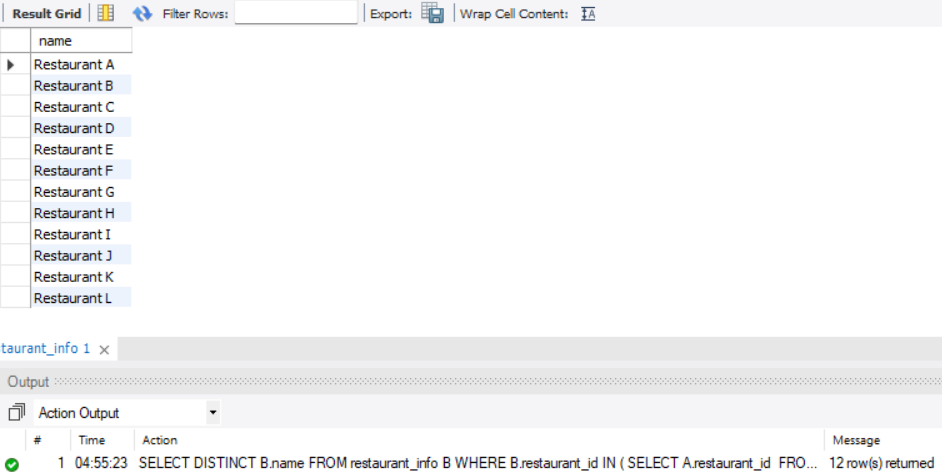 Result Grid Filter Rows: Export: Wrap Cell Content: IA
name
Restaurant A
Restaurant B
Restaurant C
Restaurant D
Restaurant E
Restaurant F
Restaurant G
Restaurant H
Restaurant I
Restaurant J
Restaurant K
Restaurant L
taurant_info 1
Output
Action Output
# Time Action Message
1 04:55:23 SELECT DISTINCT B.name FROM restaurant_info B WHERE B.restaurant_id IN ( SELECT A.restaurant_id FRO... 12 row(s) returned